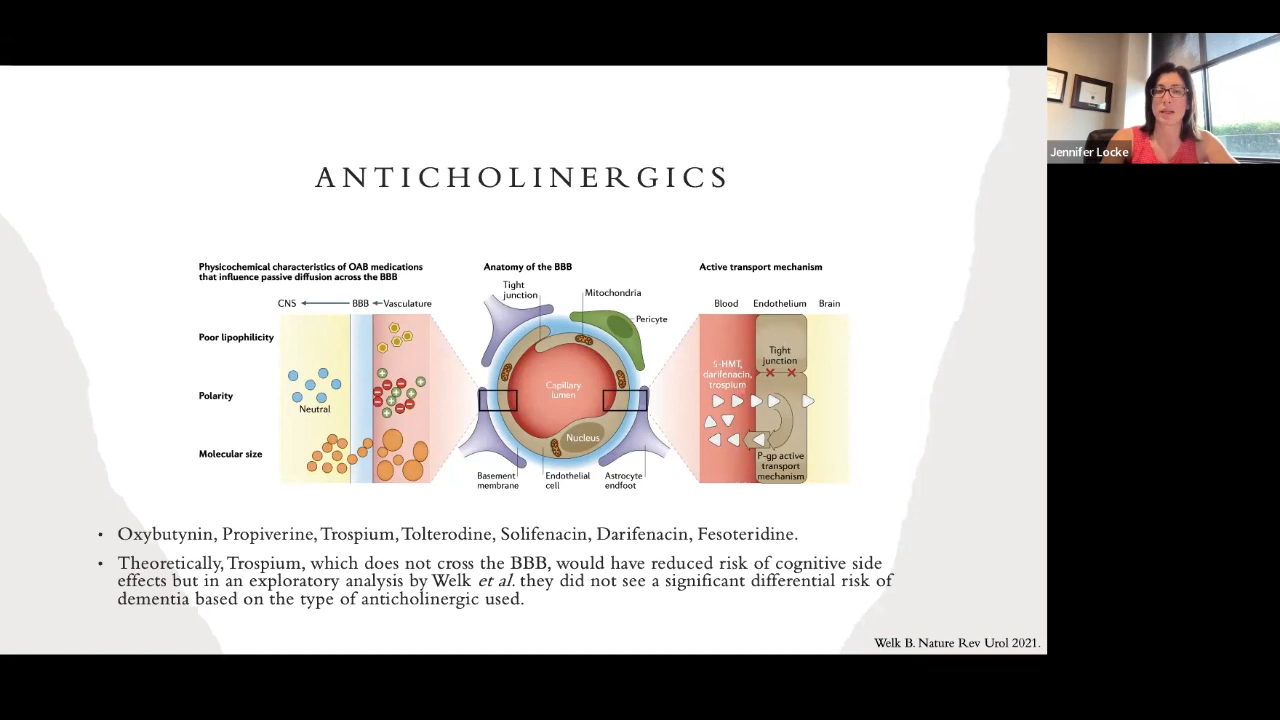 ANTICHOLINERGICS
Physicochemical characteristics of OAB medications
that influence passive diffusion across the BBB
CNS
BBB
Vasculature
Poor lipophilicity
Polarity
Neutral
Molecular size
Anatomy of the BBB
Tight
junction
Mitochondria
Pericyte
Capillary
lumen
Nucleus
Basement
membrane
Endothelial
cell
Astrocyte
endfoot
Active transport mechanism
Blood
Endothelium
Brain
5-HMT,
darifenacin,
trospium
Tight
junction
P-gp active
transport
mechanism
• Oxybutynin, Propiverine, Trospium, Tolterodine, Solifenacin, Darifenacin, Fesoteridine.
• Theoretically, Trospium, which does not cross the BBB, would have reduced risk of cognitive side
effects but in an exploratory analysis by Welk et al. they did not see a significant differential risk of
dementia based on the type of anticholinergic used.
Welk B. Nature Rev Urol 2021.
Jennifer Locke